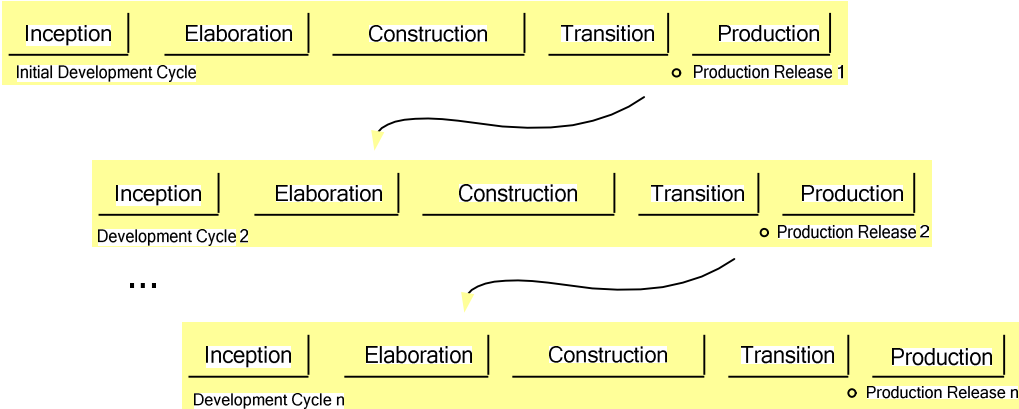 Inception Elaboration Construction Transition Production
Initial Development Cycle Production Release 1
Inception Elaboration Construction Transition Production
Development Cycle 2 Production Release 2
...
Inception Elaboration Construction Transition Production
Development Cycle n Production Release n